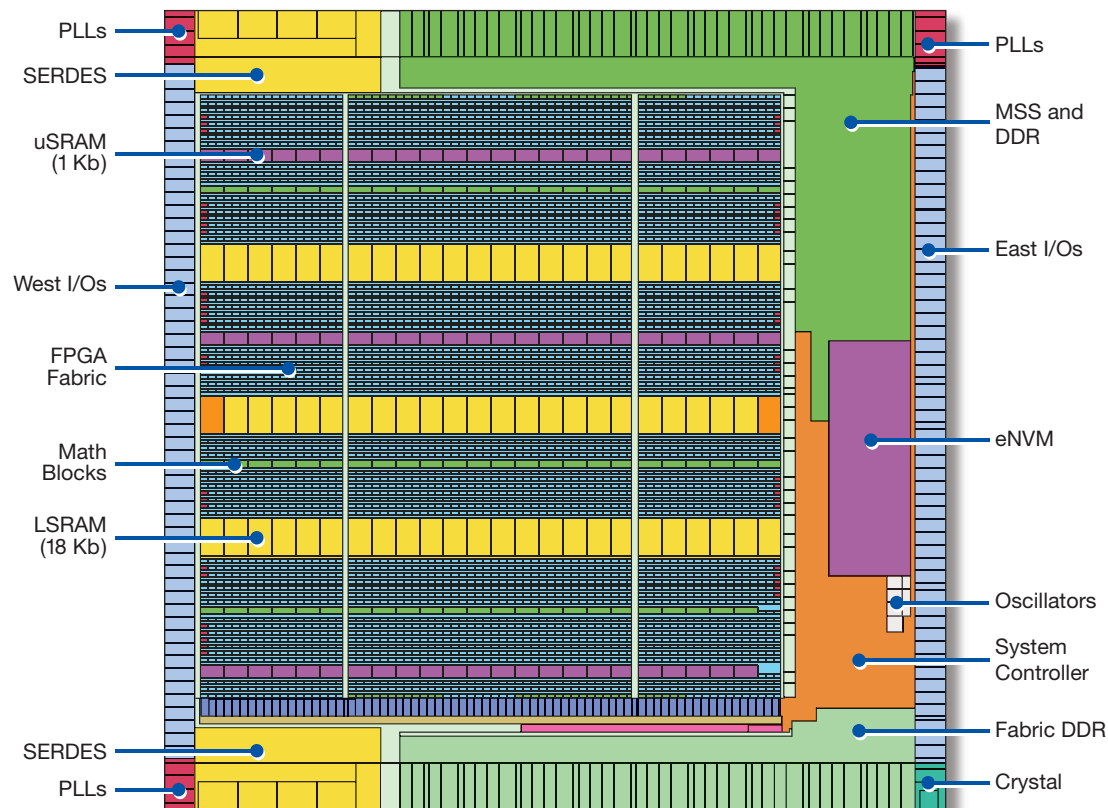 PLLs
SERDES
uSRAM
(1 Kb)
West I/Os
FPGA
Fabric
Math
Blocks
LSRAM
(18 Kb)
SERDES
PLLs
PLLs
MSS and
DDR
East I/Os
eNVM
Oscillators
System
Controller
Fabric DDR
Crystal